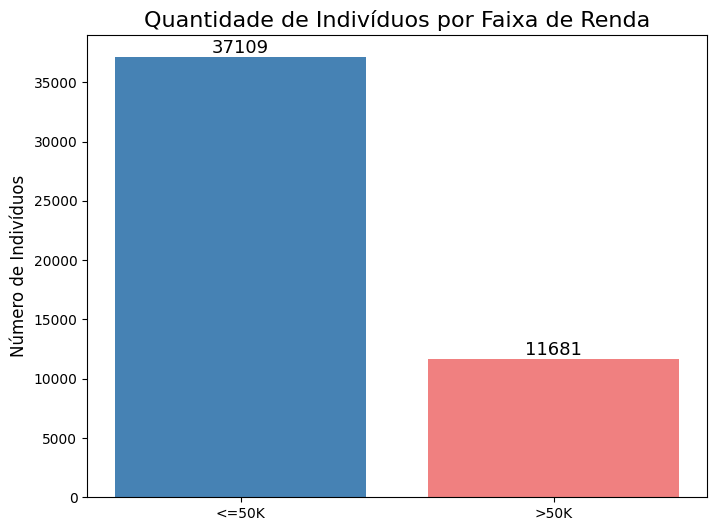 Quantidade de Indivíduos por Faixa de Renda
37109
11681
Número de Indivíduos
35000
30000
25000
20000
15000
10000
5000
0
<=50K
>50K